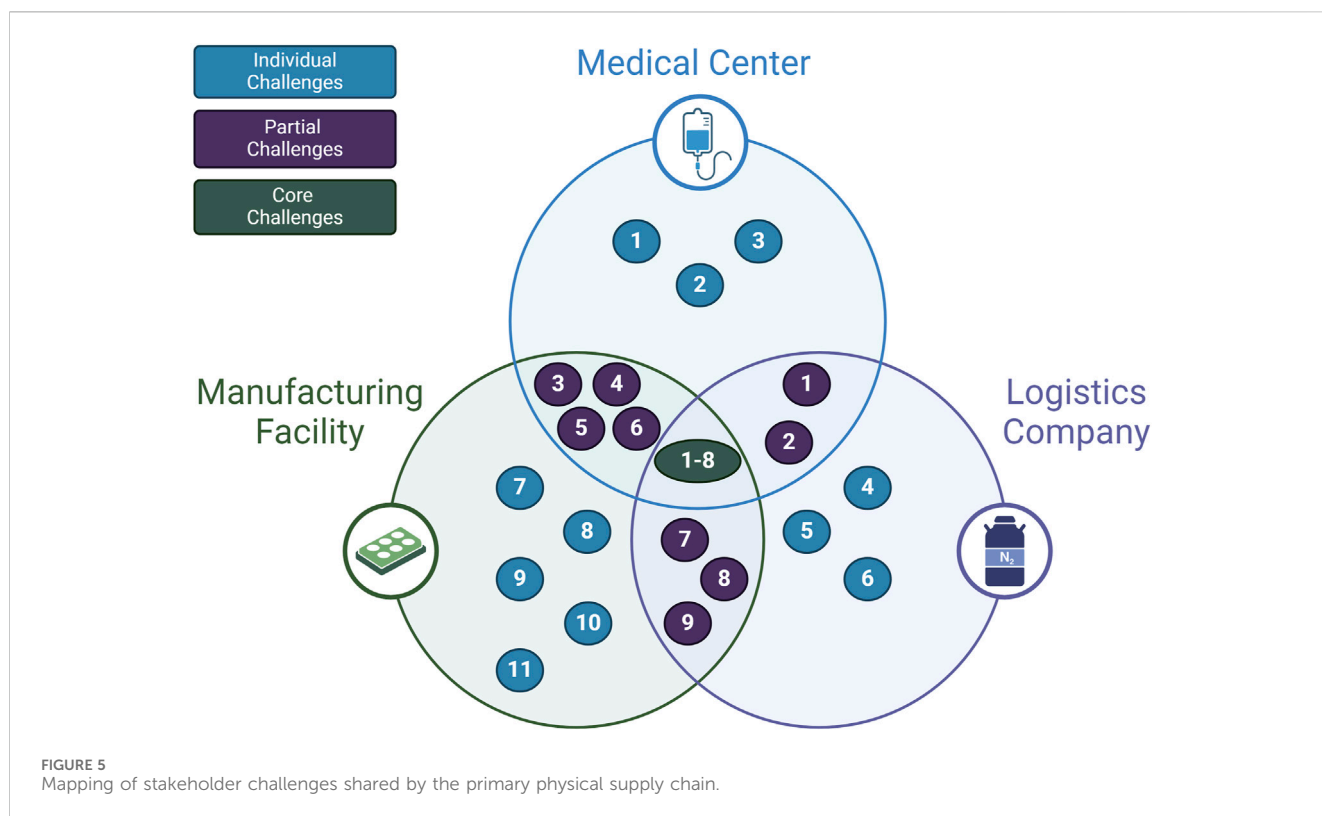 Individual
Challenges
Partial
Challenges
Core
Challenges
Medical Center
1
3
2
Manufacturing
Facility
Logistics
Company
3
4
1
5
6
2
1-8
7
4
8
5
7
9
8
6
10
9
11
N2
FIGURE 5
Mapping of stakeholder challenges shared by the primary physical supply chain.